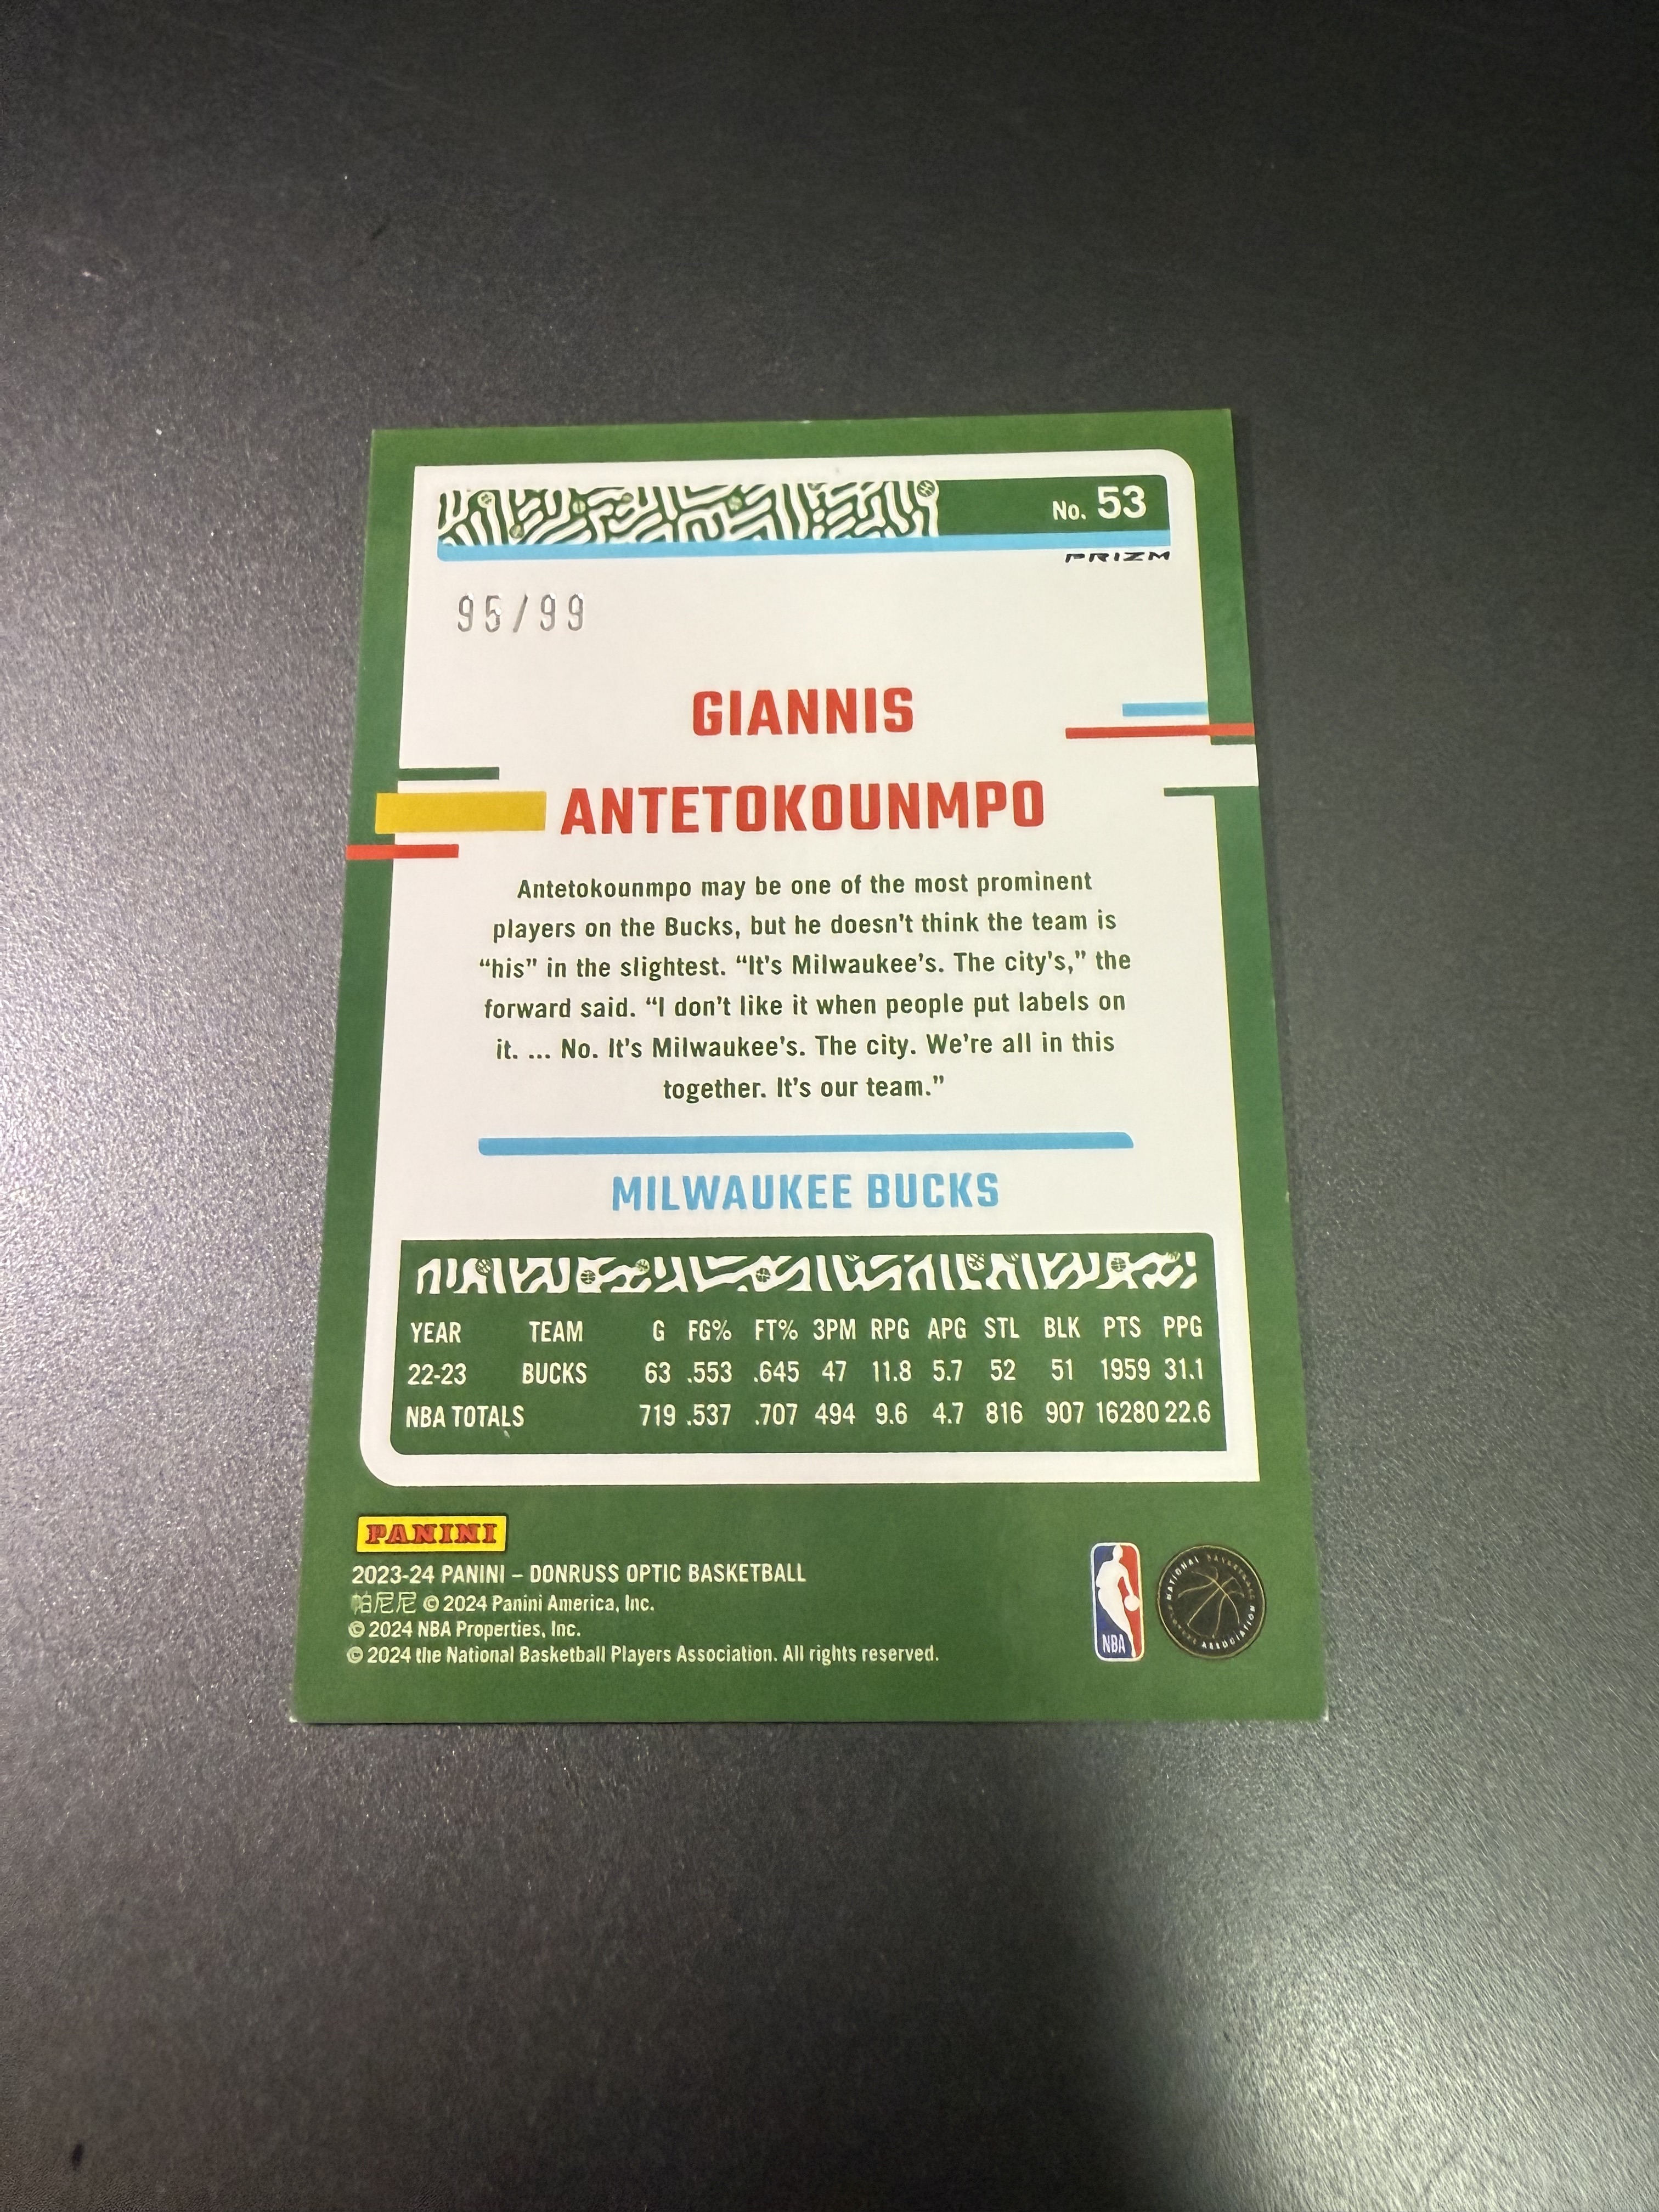 No. 53
PRIZM
95/99
GIANNIS
ANTETOKOUNMPO
Antetokounmpo may be one of the most prominent
players on the Bucks, but he doesn't think the team is
“his” in the slightest. “It's Milwaukee's. The city's,” the
forward said. “I don't like it when people put labels on
it. ... No. It's Milwaukee's. The city. We're all in this
together. It's our team.”
MILWAUKEE BUCKS
YEAR TEAM G FG% FT% 3PM RPG APG STL BLK PTS PPG
22-23 BUCKS 63 .553 .645 47 11.8 5.7 52 51 1959 31.1
NBA TOTALS 719 .537 .707 494 9.6 4.7 816 907 16280 22.6
PANINI
2023-24 PANINI – DONRUSS OPTIC BASKETBALL
帕尼尼 © 2024 Panini America, Inc.
© 2024 NBA Properties, Inc.
© 2024 the National Basketball Players Association. All rights reserved.
NBA
NATIONAL BASKETBALL PLAYERS ASSOCIATION